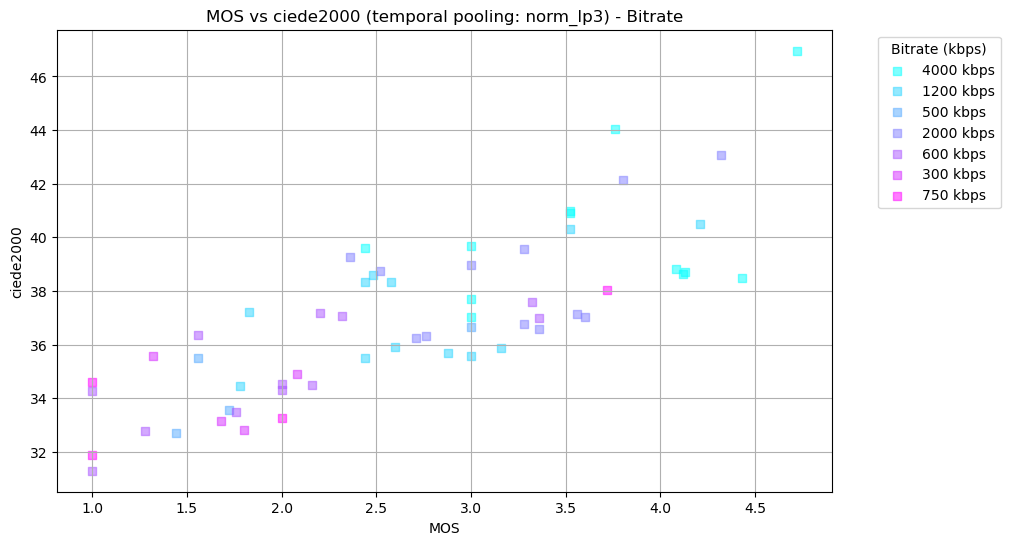 MOS vs ciede2000 (temporal pooling: norm_lp3) - Bitrate
Bitrate (kbps)
4000 kbps
1200 kbps
500 kbps
2000 kbps
600 kbps
300 kbps
750 kbps
ciede2000
46
44
42
40
38
36
34
32
1.0
1.5
2.0
2.5
3.0
3.5
4.0
4.5
MOS